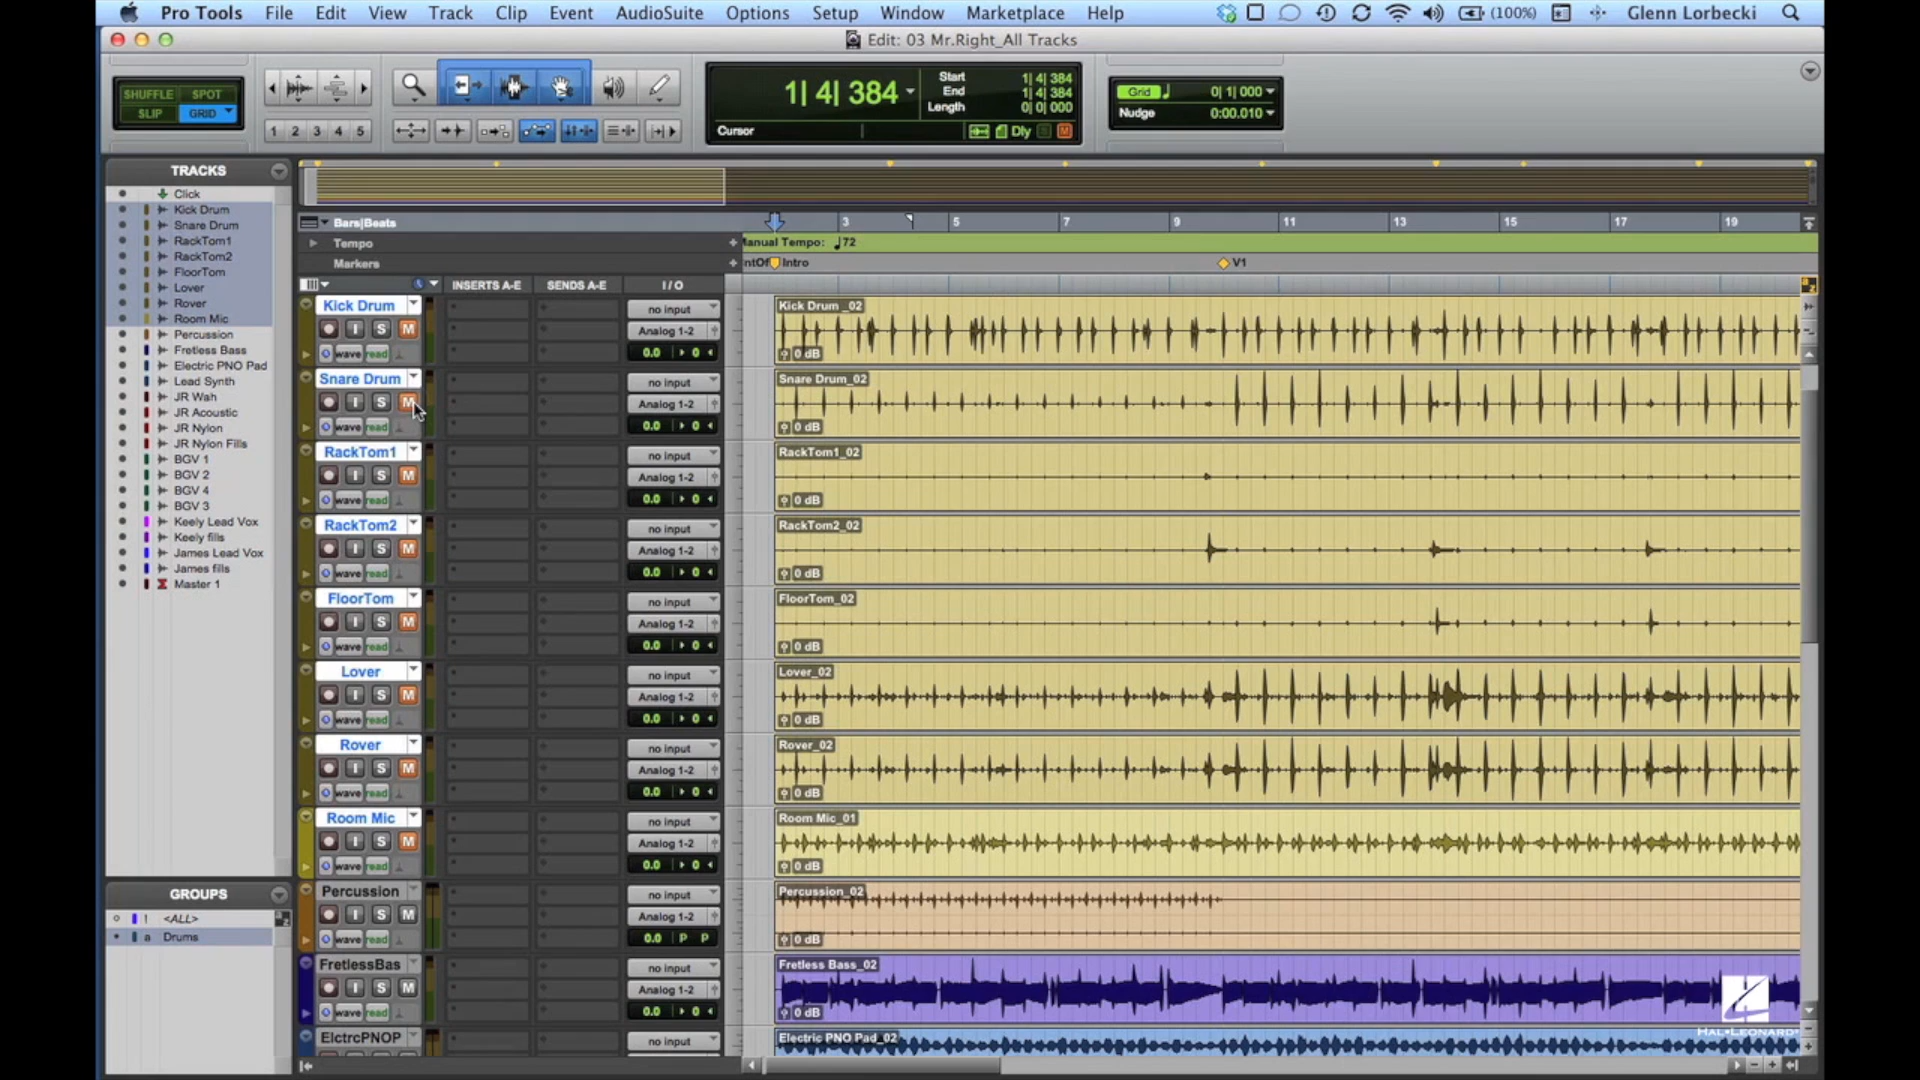 Pro Tools File Edit View Track Clip Event AudioSuite Options Setup Window Marketplace Help (100%) Glenn Lorbecki
Edit: 03 Mr.Right_All Tracks
SHUFFLE SPOT
SLIP GRID
1 2 3 4 5
1| 4| 384
Start 1| 4| 384
End 1| 4| 384
Length 0| 0| 000
Cursor Dly M
Grid 0| 1| 000
Nudge 0:00.010
TRACKS
Click
Kick Drum
Snare Drum
RackTom1
RackTom2
FloorTom
Lover
Rover
Room Mic
Percussion
Fretless Bass
Electric PNO Pad
Lead Synth
JR Wah
JR Acoustic
JR Nylon
JR Nylon Fills
BGV 1
BGV 2
BGV 4
BGV 3
Keely Lead Vox
Keely fills
James Lead Vox
James fills
Master 1
GROUPS
! <ALL>
a Drums
Bars|Beats 3 5 7 9 11 13 15 17 19
Tempo Manual Tempo: 72
Markers Intro V1
INSERTS A-E SENDS A-E I / O
Kick Drum no input Kick Drum _02
I S M Analog 1-2
wave read 0.0 0 0 dB
Snare Drum no input Snare Drum_02
I S M Analog 1-2
wave read 0.0 0 0 dB
RackTom1 no input RackTom1_02
I S M Analog 1-2
wave read 0.0 0 0 dB
RackTom2 no input RackTom2_02
I S M Analog 1-2
wave read 0.0 0 0 dB
FloorTom no input FloorTom_02
I S M Analog 1-2
wave read 0.0 0 0 dB
Lover no input Lover_02
I S M Analog 1-2
wave read 0.0 0 0 dB
Rover no input Rover_02
I S M Analog 1-2
wave read 0.0 0 0 dB
Room Mic no input Room Mic_01
I S M Analog 1-2
wave read 0.0 0 0 dB
Percussion no input Percussion_02
I S M Analog 1-2
wave read 0.0 P P 0 dB
FretlessBas no input Fretless Bass_02
I S M Analog 1-2
wave read 0.0 0 0 dB
ElctrcPNOP no input Electric PNO Pad_02
HAL•LEONARD